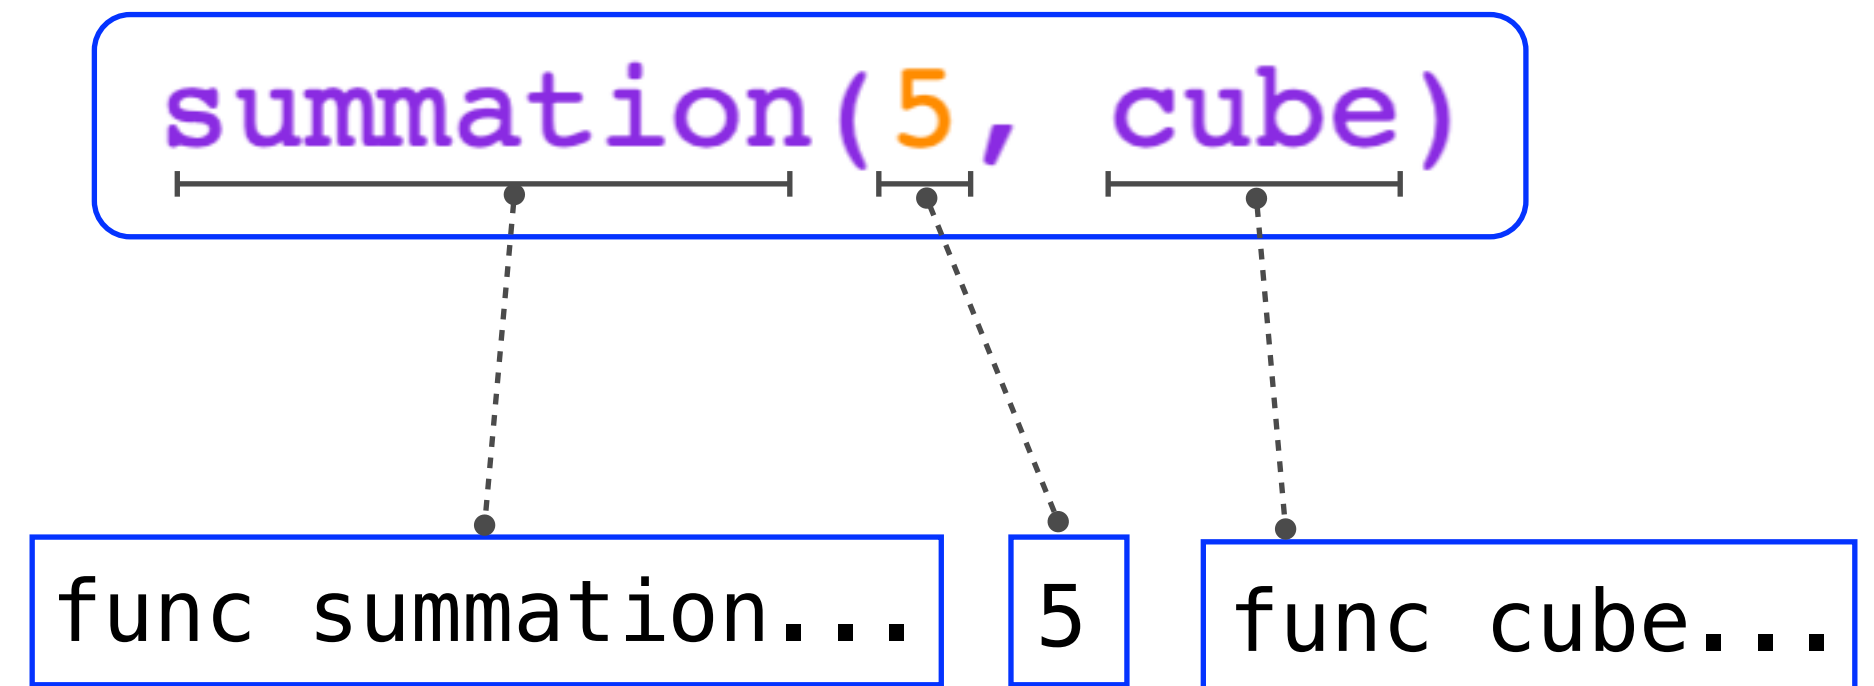 summation(5, cube)
func summation...
5
func cube...